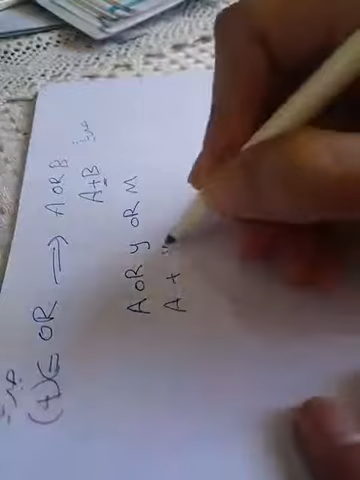 (+) = OR ⟹ A OR B
A+B
A OR y OR M
A +